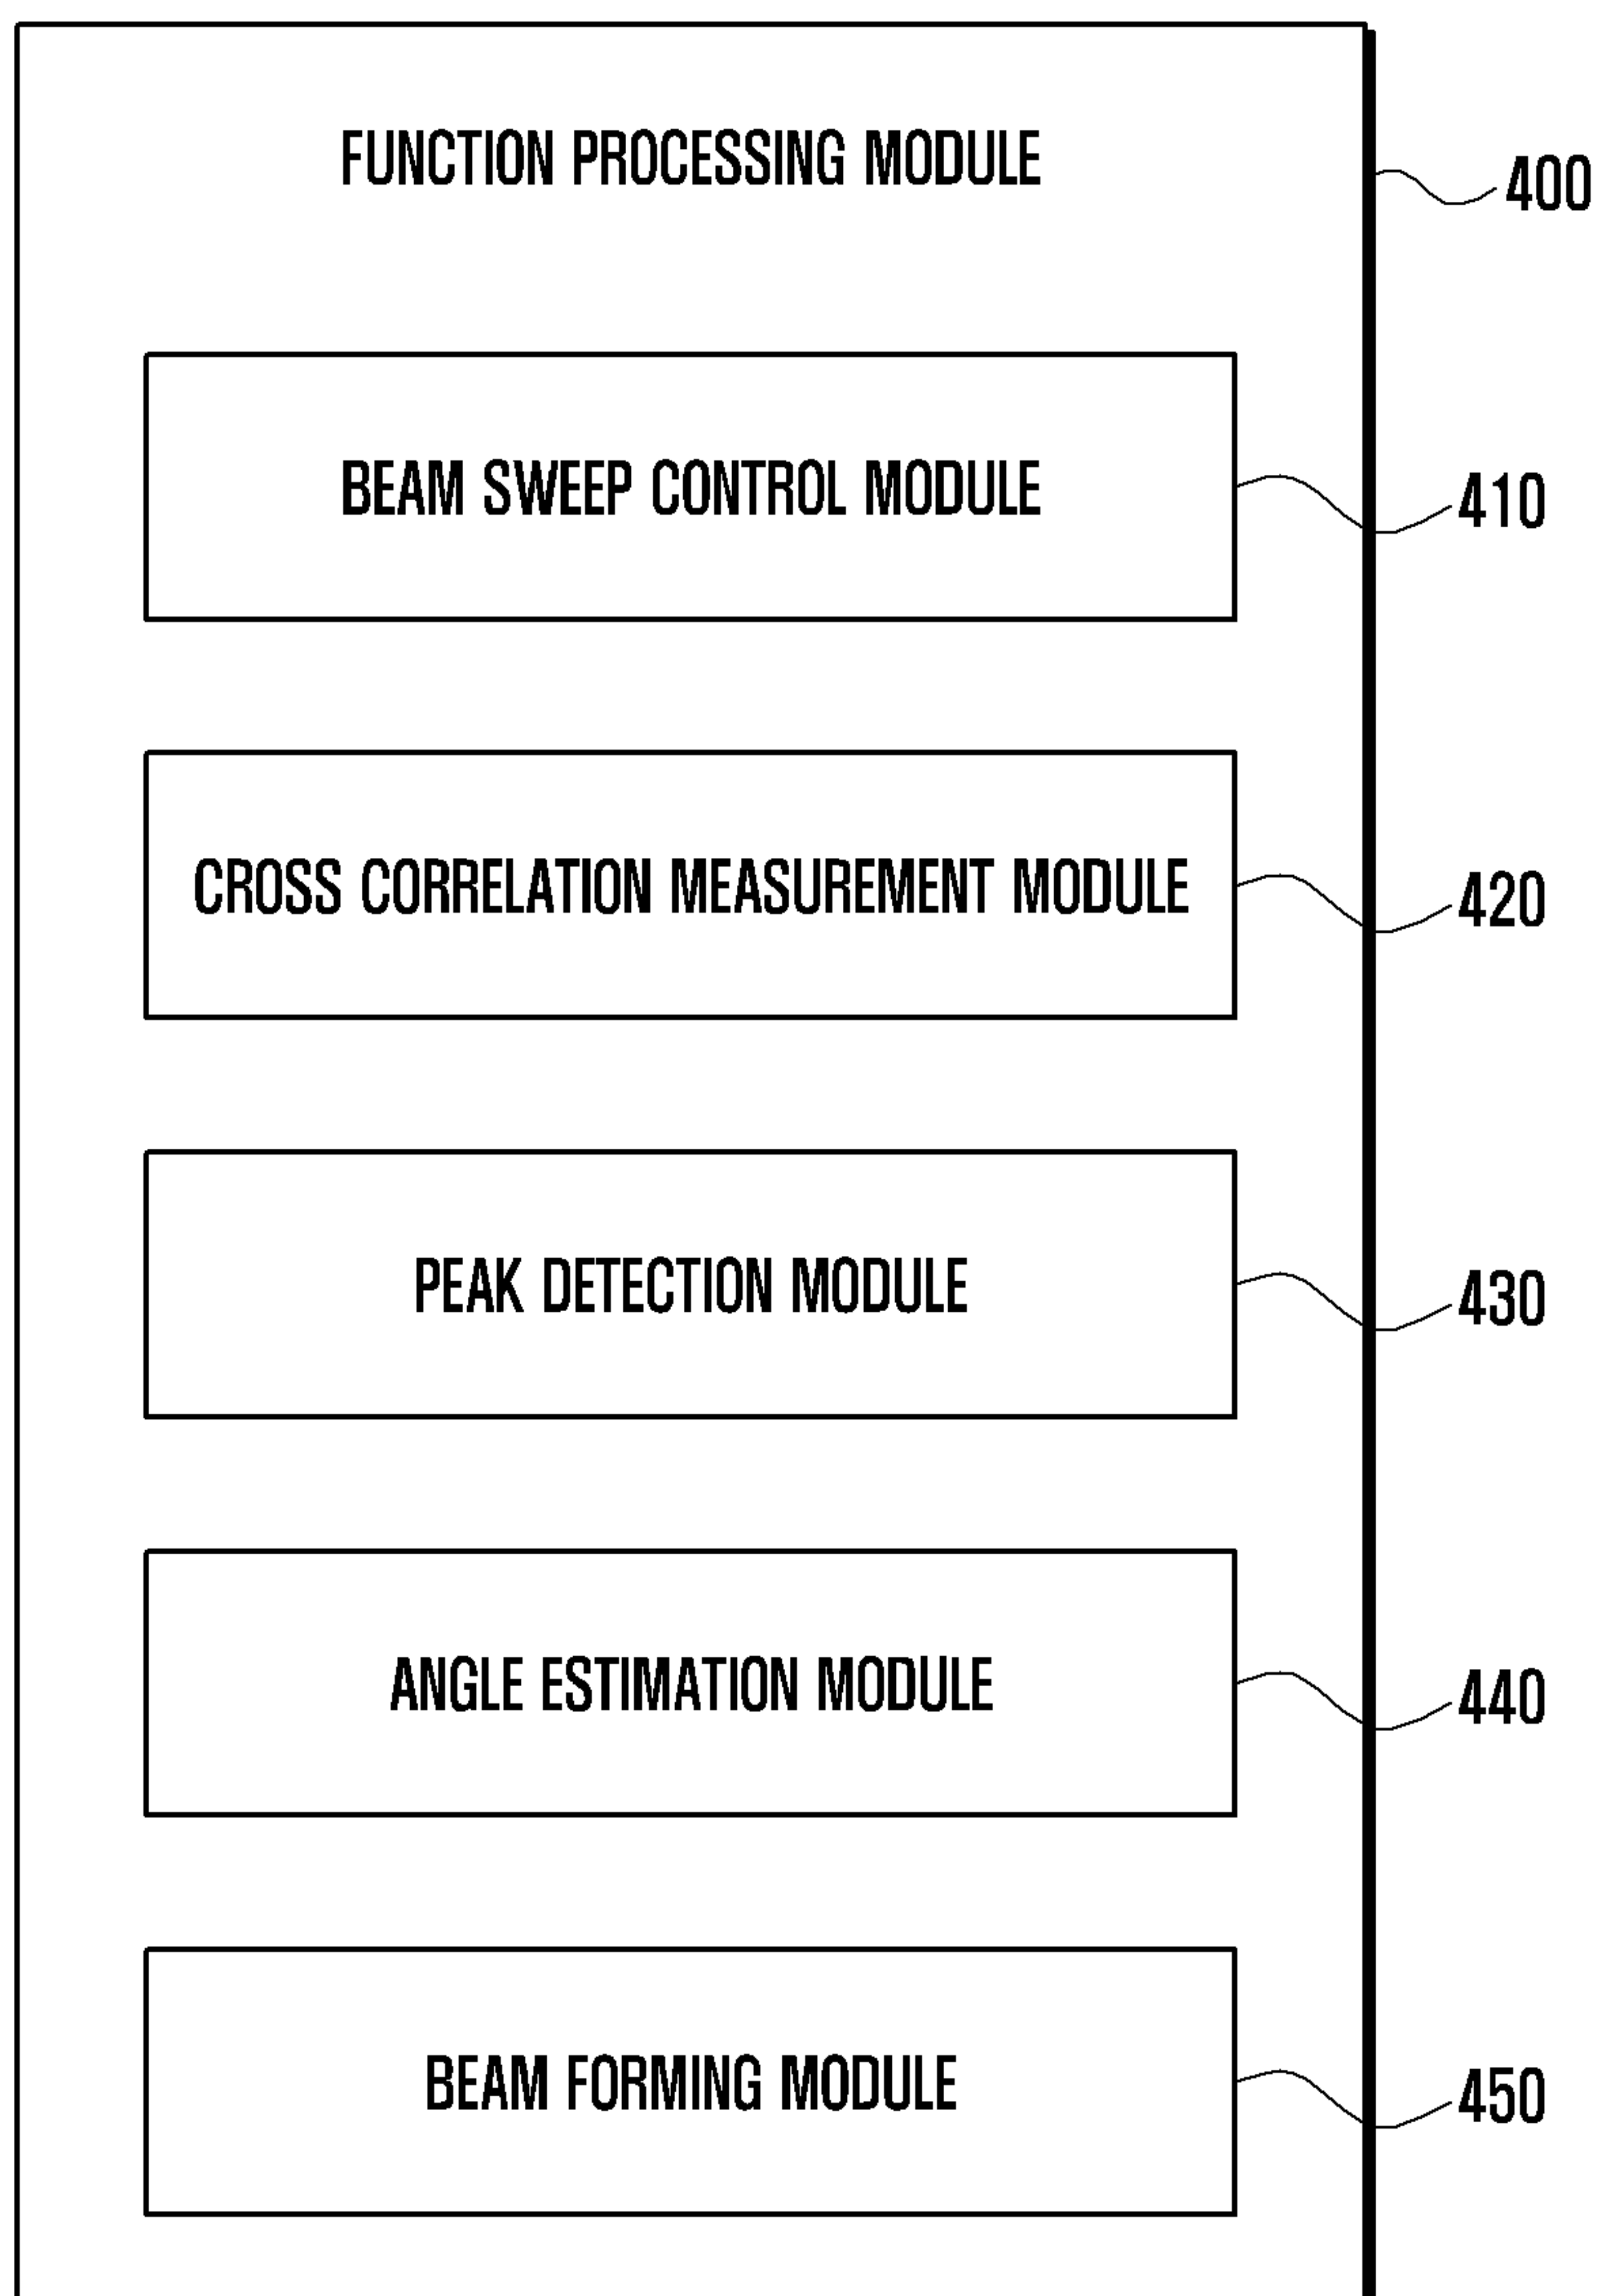 FUNCTION PROCESSING MODULE 400
BEAM SWEEP CONTROL MODULE 410
CROSS CORRELATION MEASUREMENT MODULE 420
PEAK DETECTION MODULE 430
ANGLE ESTIMATION MODULE 440
BEAM FORMING MODULE 450